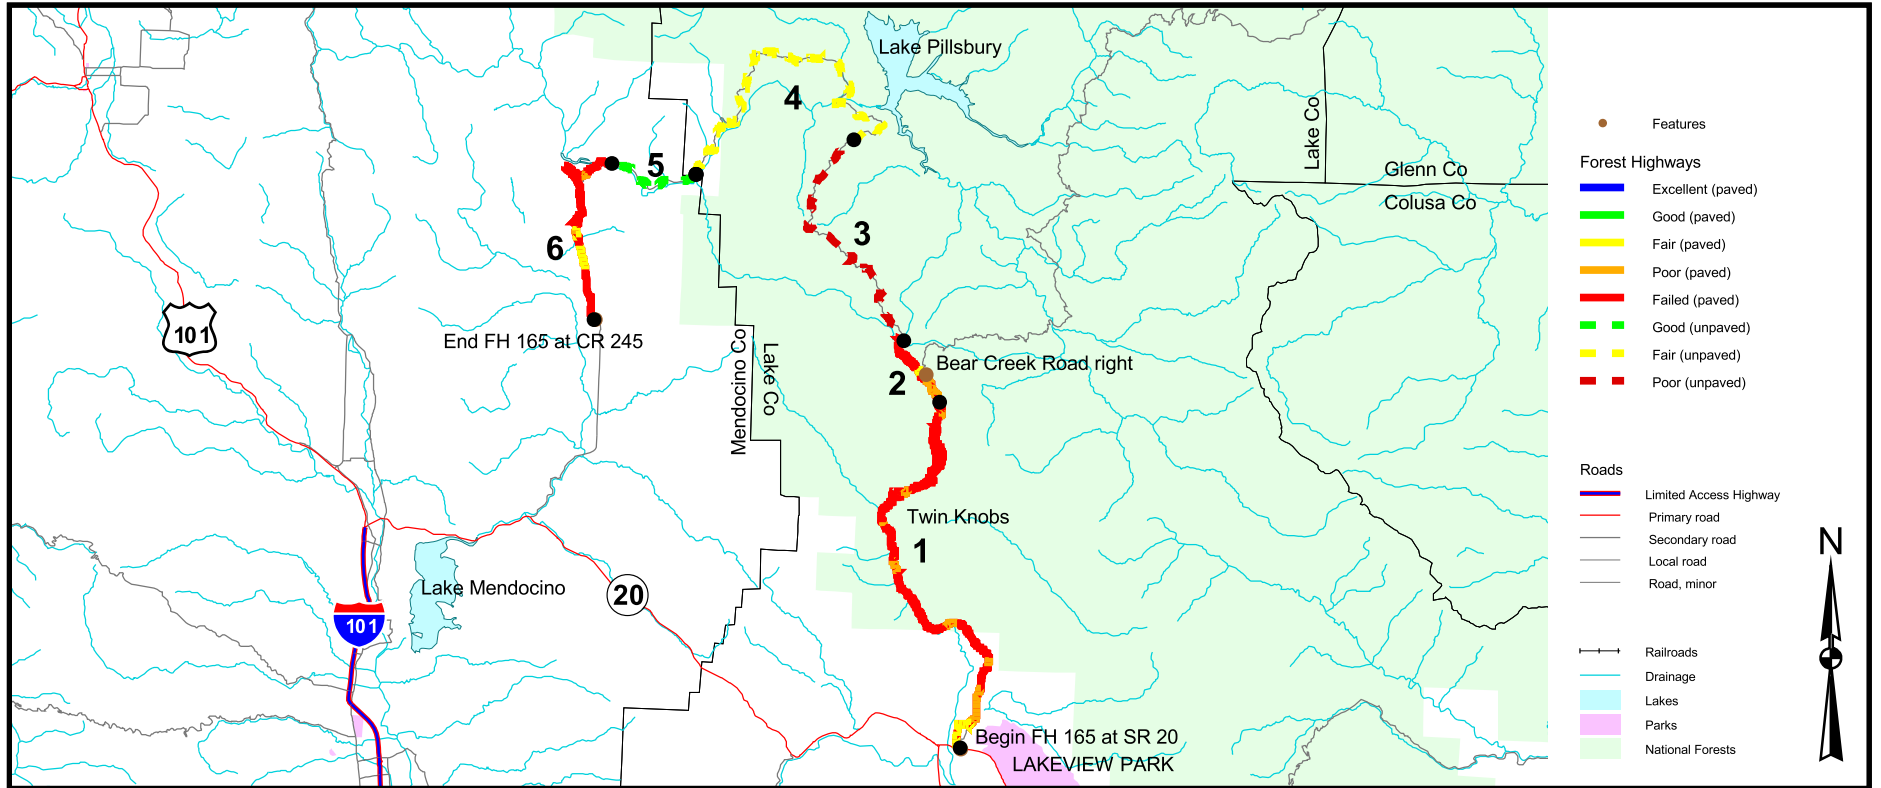 Lake Pillsbury
4
Lake Co
Glenn Co
Colusa Co
5
3
6
101
End FH 165 at CR 245
Mendocino Co
Lake Co
Bear Creek Road right
2
Twin Knobs
1
Lake Mendocino
20
101
Begin FH 165 at SR 20
LAKEVIEW PARK
Features
Forest Highways
Excellent (paved)
Good (paved)
Fair (paved)
Poor (paved)
Failed (paved)
Good (unpaved)
Fair (unpaved)
Poor (unpaved)
Roads
Limited Access Highway
Primary road
Secondary road
Local road
Road, minor
Railroads
Drainage
Lakes
Parks
National Forests
N